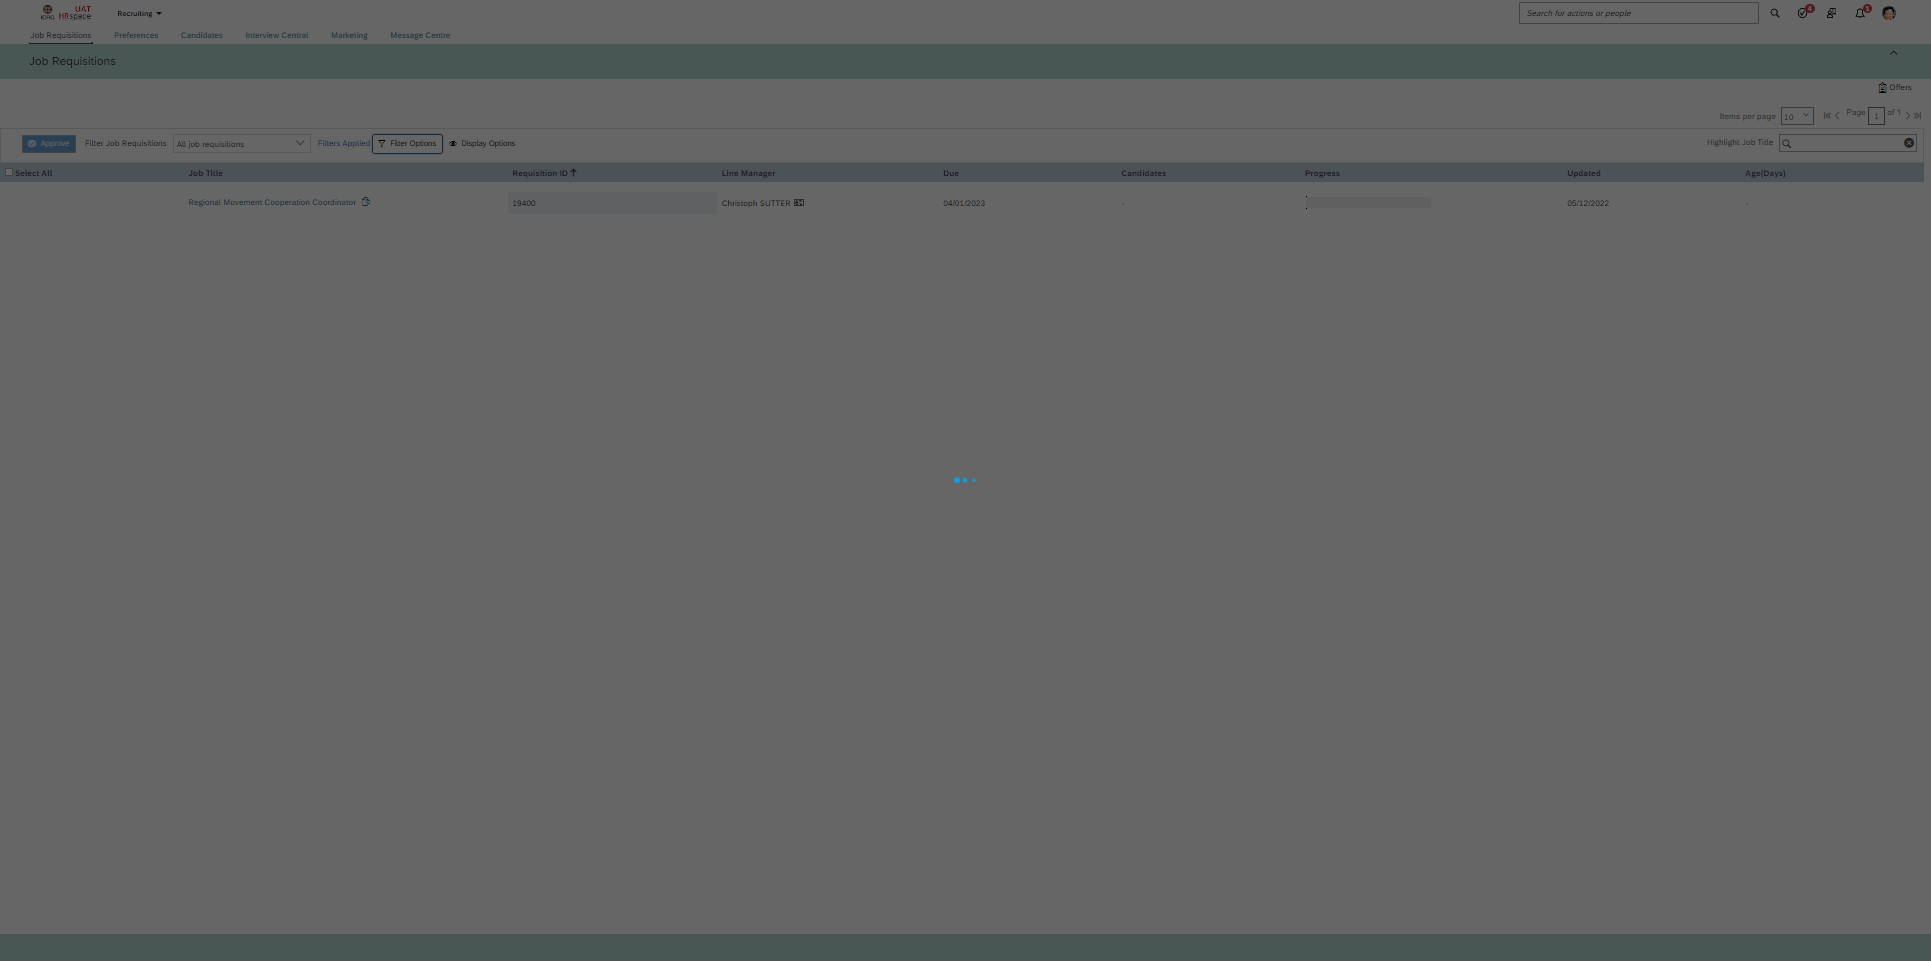 ICRC UAT HRspace Recruiting Search for actions or people 4 1
Job Requisitions Preferences Candidates Interview Central Marketing Message Centre
Job Requisitions
Offers
Items per page 10 Page 1 of 1
Approve Filter Job Requisitions All job requisitions Filters Applied Filter Options Display Options Highlight Job Title
Select All Job Title Requisition ID Line Manager Due Candidates Progress Updated Age(Days)
Regional Movement Cooperation Coordinator 19400 Christoph SUTTER 04/01/2023 - 05/12/2022 -